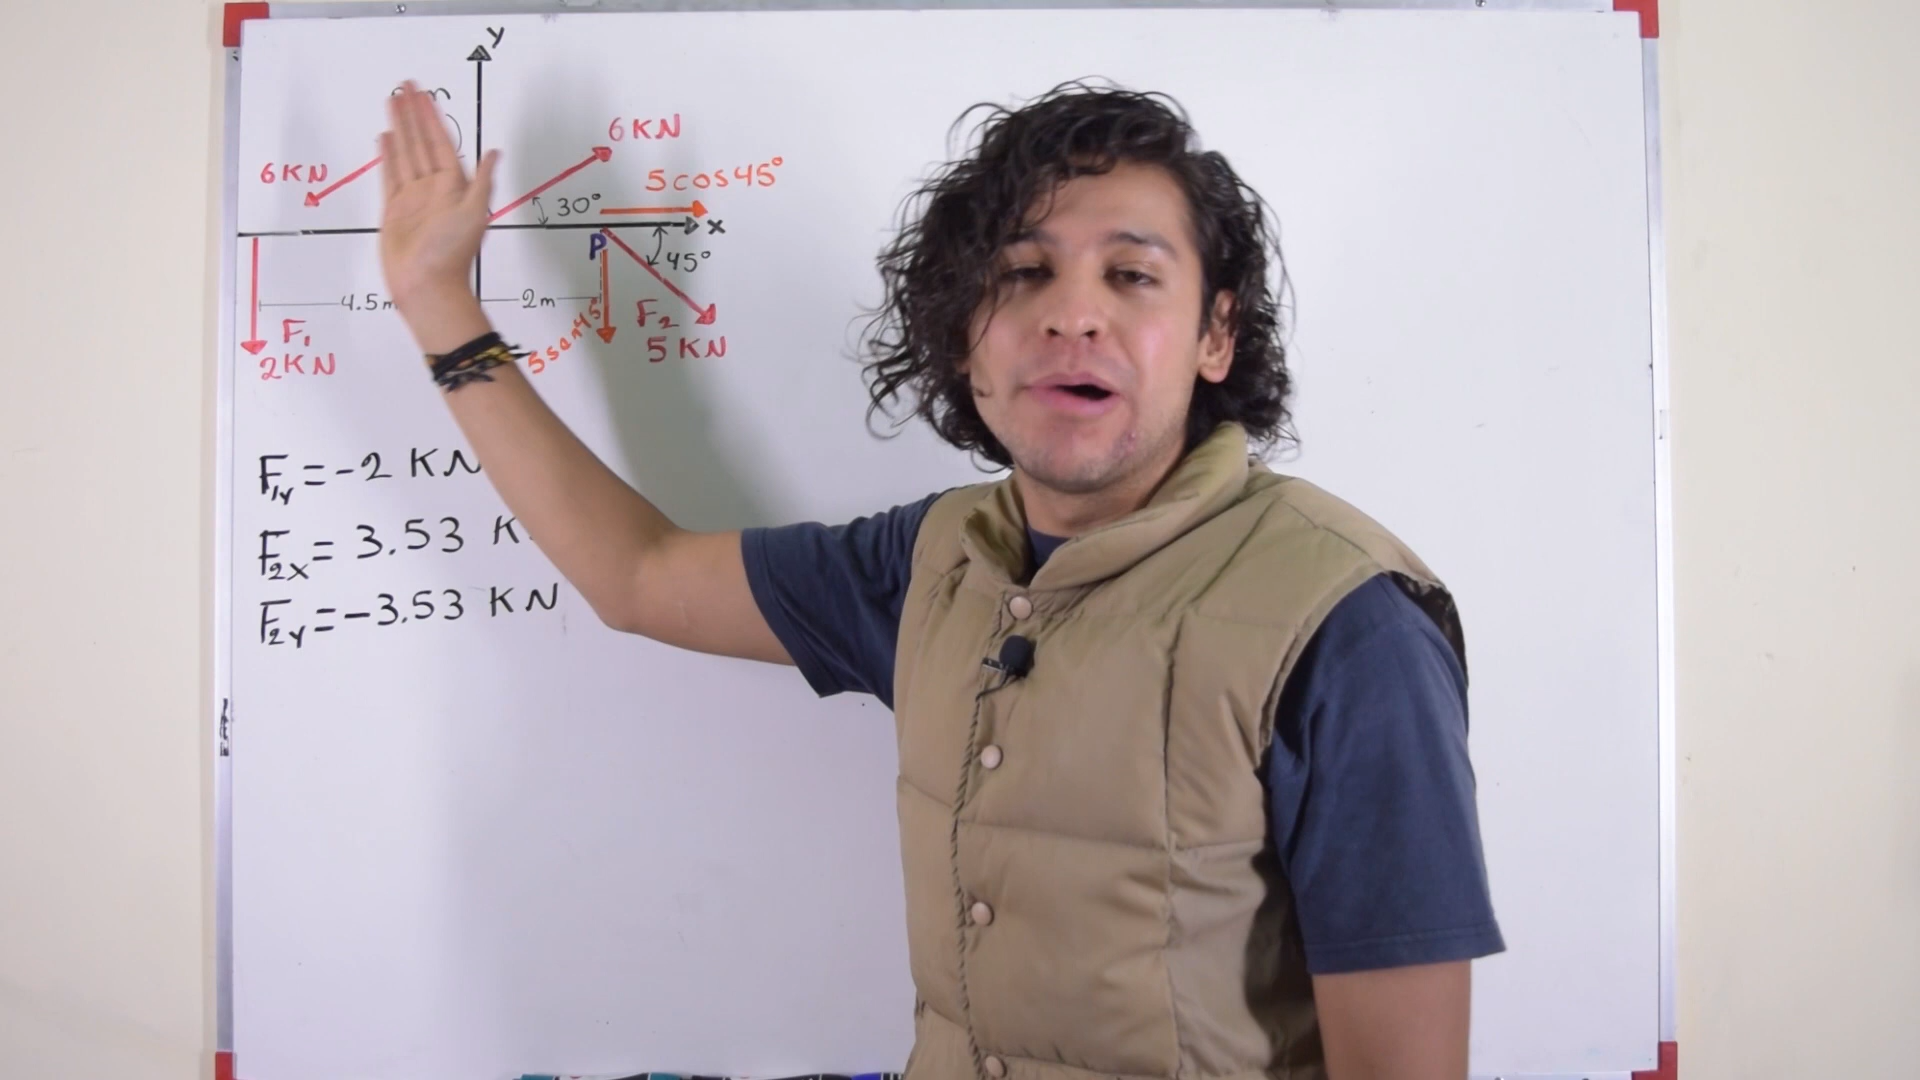 y
6KN
6KN
5cos45°
30°
x
P
45°
4.5m
2m
F₁
2KN
5sen45
F₂
5KN
F₁y=-2 KN
F₂x=3.53 K
F₂y=-3.53 KN